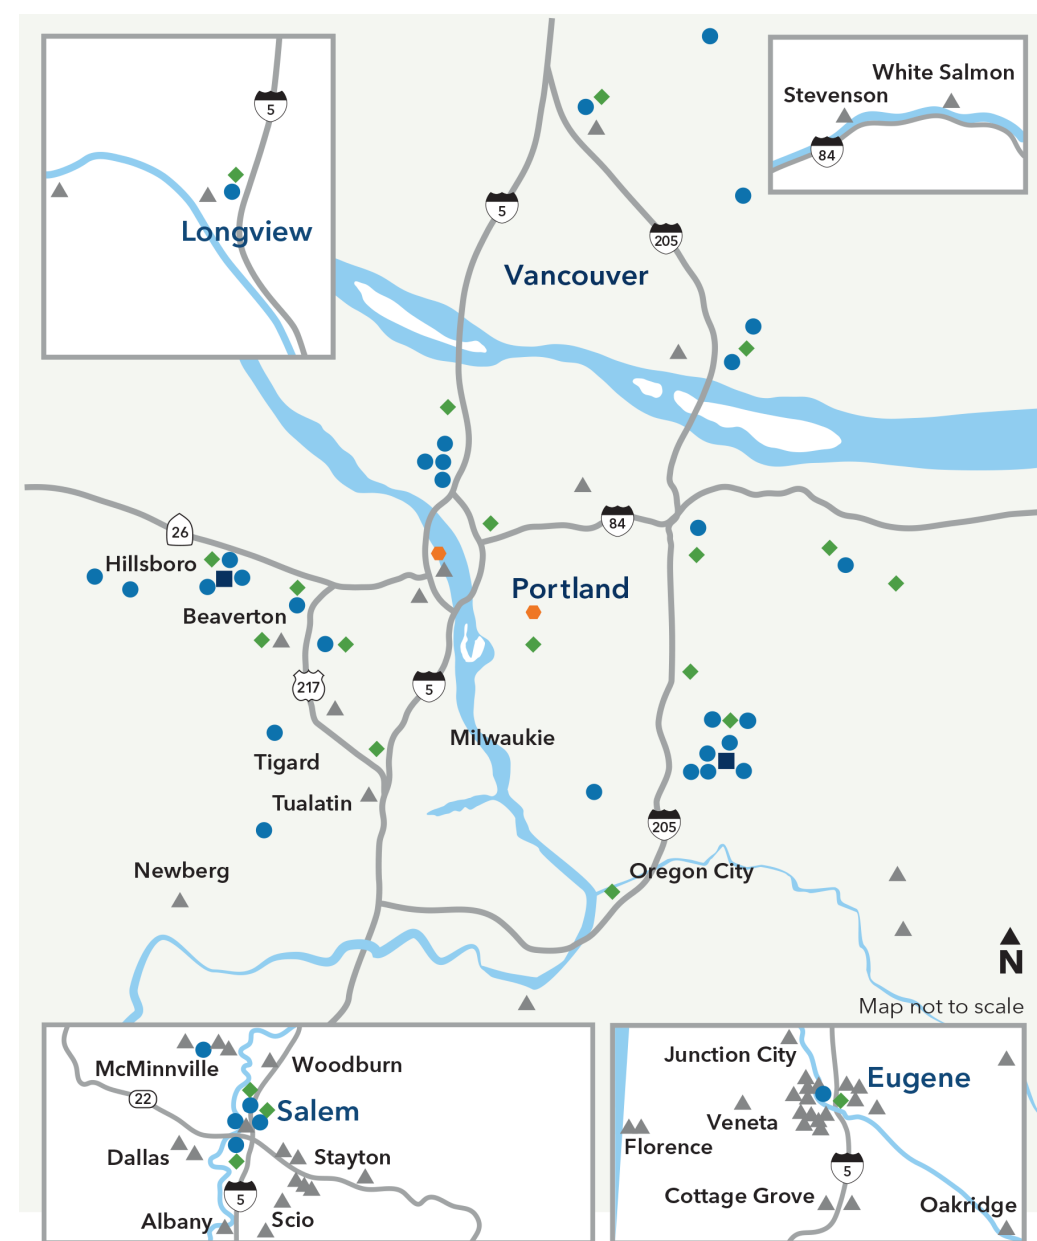 5
Longview
White Salmon
Stevenson
84
5
205
Vancouver
84
26
Hillsboro
Portland
Beaverton
217
5
Milwaukie
Tigard
Tualatin
205
Newberg
Oregon City
N
Map not to scale
McMinnville
Woodburn
22
Salem
Dallas
Stayton
5
Albany
Scio
Junction City
Eugene
Veneta
Florence
5
Cottage Grove
Oakridge